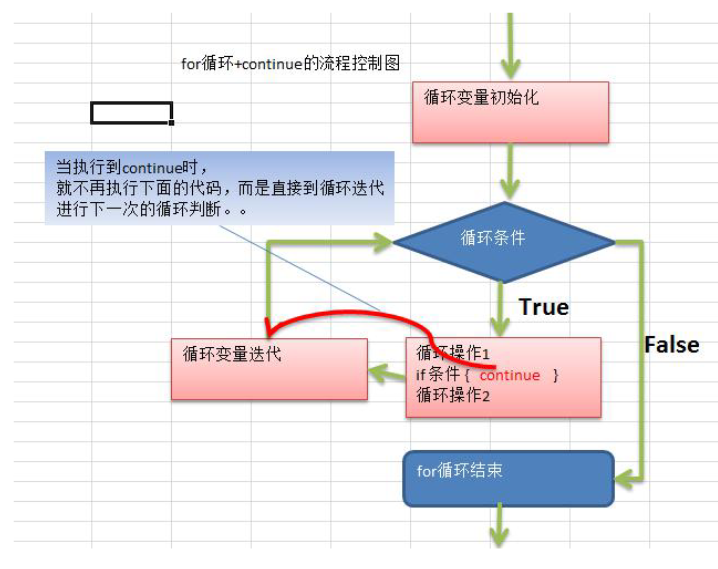 for循环+continue的流程控制图
循环变量初始化
当执行到continue时，
就不再执行下面的代码，而是直接到循环迭代
进行下一次的循环判断。。
循环条件
True
False
循环变量迭代
循环操作1
if 条件 { continue }
循环操作2
for循环结束